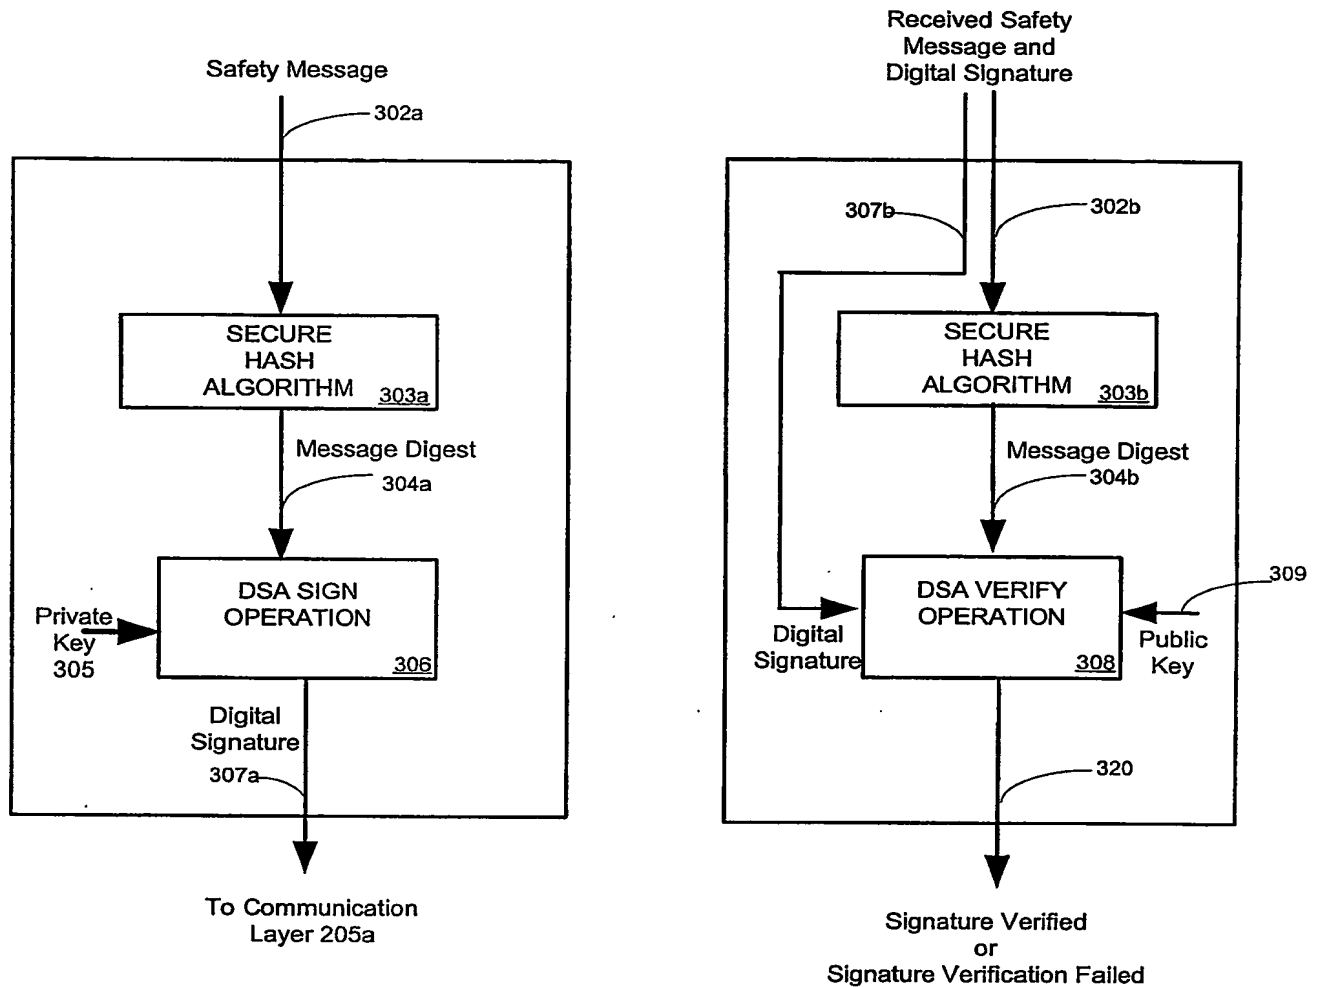 Safety Message
302a
SECURE
HASH
ALGORITHM
303a
Message Digest
304a
DSA SIGN
OPERATION
306
Private
Key
305
Digital
Signature
307a
To Communication
Layer 205a
Received Safety
Message and
Digital Signature
307b
302b
SECURE
HASH
ALGORITHM
303b
Message Digest
304b
DSA VERIFY
OPERATION
308
309
Digital
Signature
Public
Key
320
Signature Verified
or
Signature Verification Failed